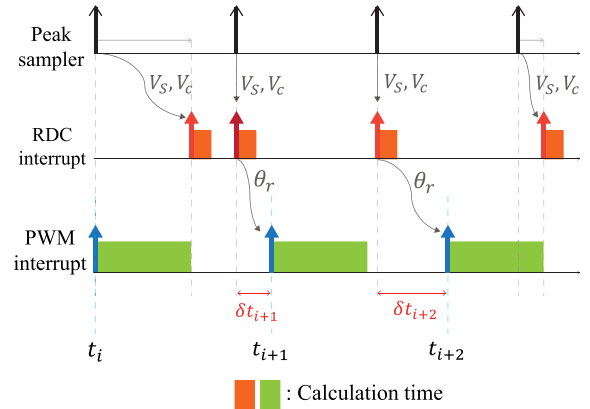 Peak
sampler
V_S, V_c
V_S, V_c
V_S, V_c
V_S, V_c
RDC
interrupt
θ_r
θ_r
PWM
interrupt
δt_{i+1}
δt_{i+2}
t_i
t_{i+1}
t_{i+2}
: Calculation time